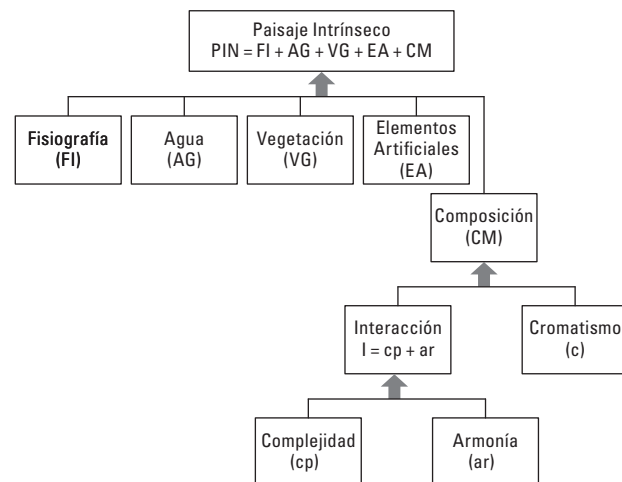 Paisaje Intrínseco
PIN = FI + AG + VG + EA + CM
Fisiografía
(FI)
Agua
(AG)
Vegetación
(VG)
Elementos
Artificiales
(EA)
Composición
(CM)
Interacción
I = cp + ar
Cromatismo
(c)
Complejidad
(cp)
Armonía
(ar)